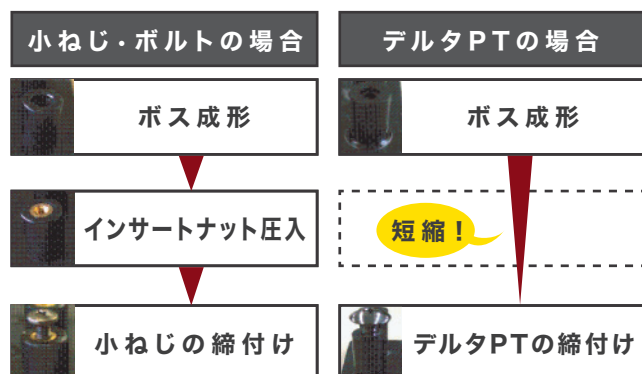 小ねじ・ボルトの場合
ボス成形
インサートナット圧入
小ねじの締付け
デルタPTの場合
ボス成形
短縮!
デルタPTの締付け